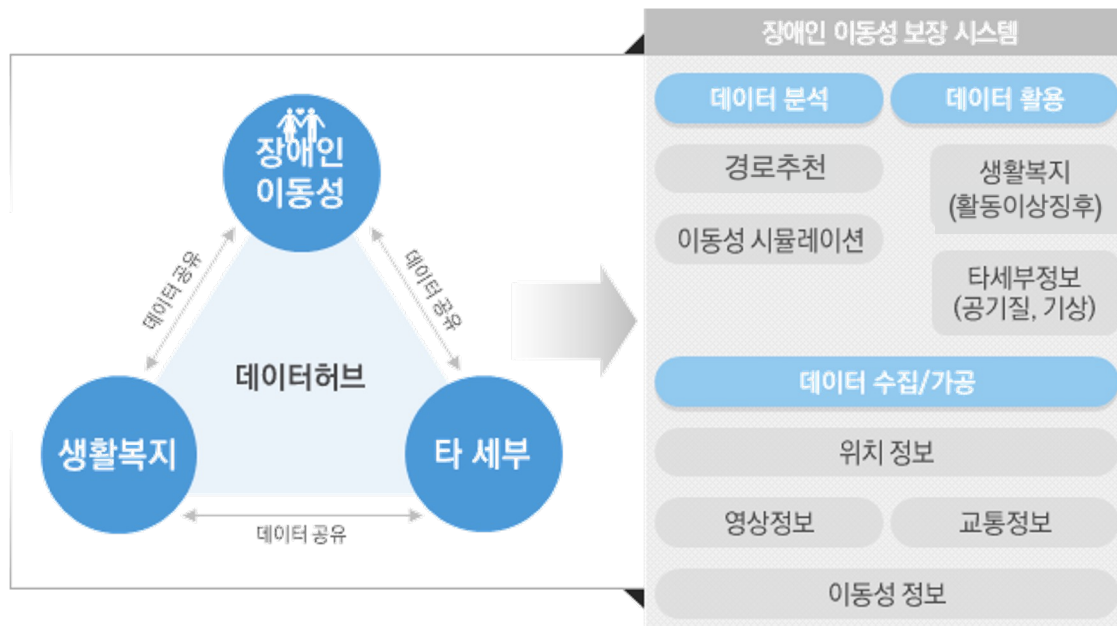 장애인
이동성
데이터 공유
데이터 공유
데이터허브
생활복지
타 세부
데이터 공유
장애인 이동성 보장 시스템
데이터 분석
데이터 활용
경로추천
이동성 시뮬레이션
생활복지
(활동이상징후)
타세부정보
(공기질, 기상)
데이터 수집/가공
위치 정보
영상정보
교통정보
이동성 정보